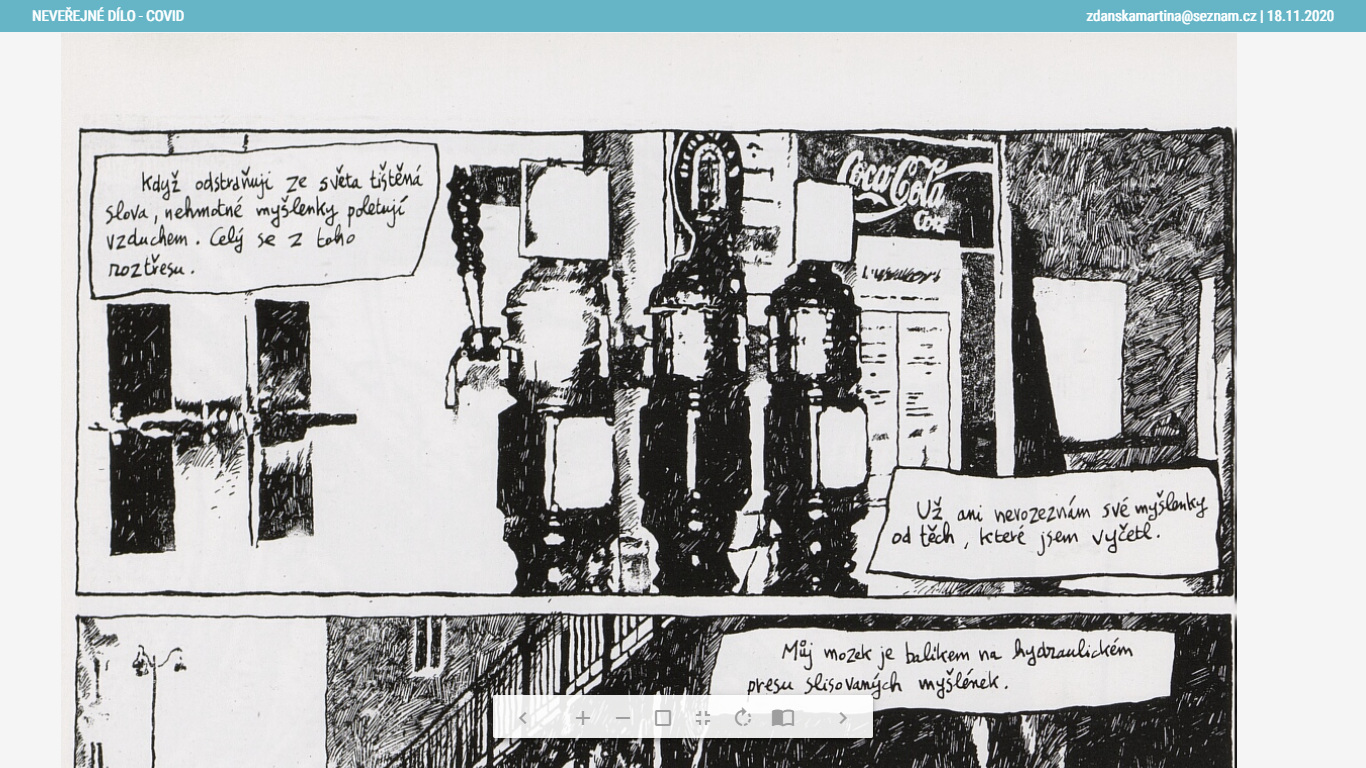 NEVEŘEJNÉ DÍLO - COVID
zdanskamartina@seznam.cz | 18.11.2020
Když odstraňuji ze světa tištěná
slova, nehmotné myšlenky poletují
vzduchem. Celý se z toho
roztřesu.
Coca-Cola
Coke
Už ani nerozeznám své myšlenky
od těch, které jsem vyčetl.
Můj mozek je balíkem na hydraulickém
presu slisovaných myšlének.